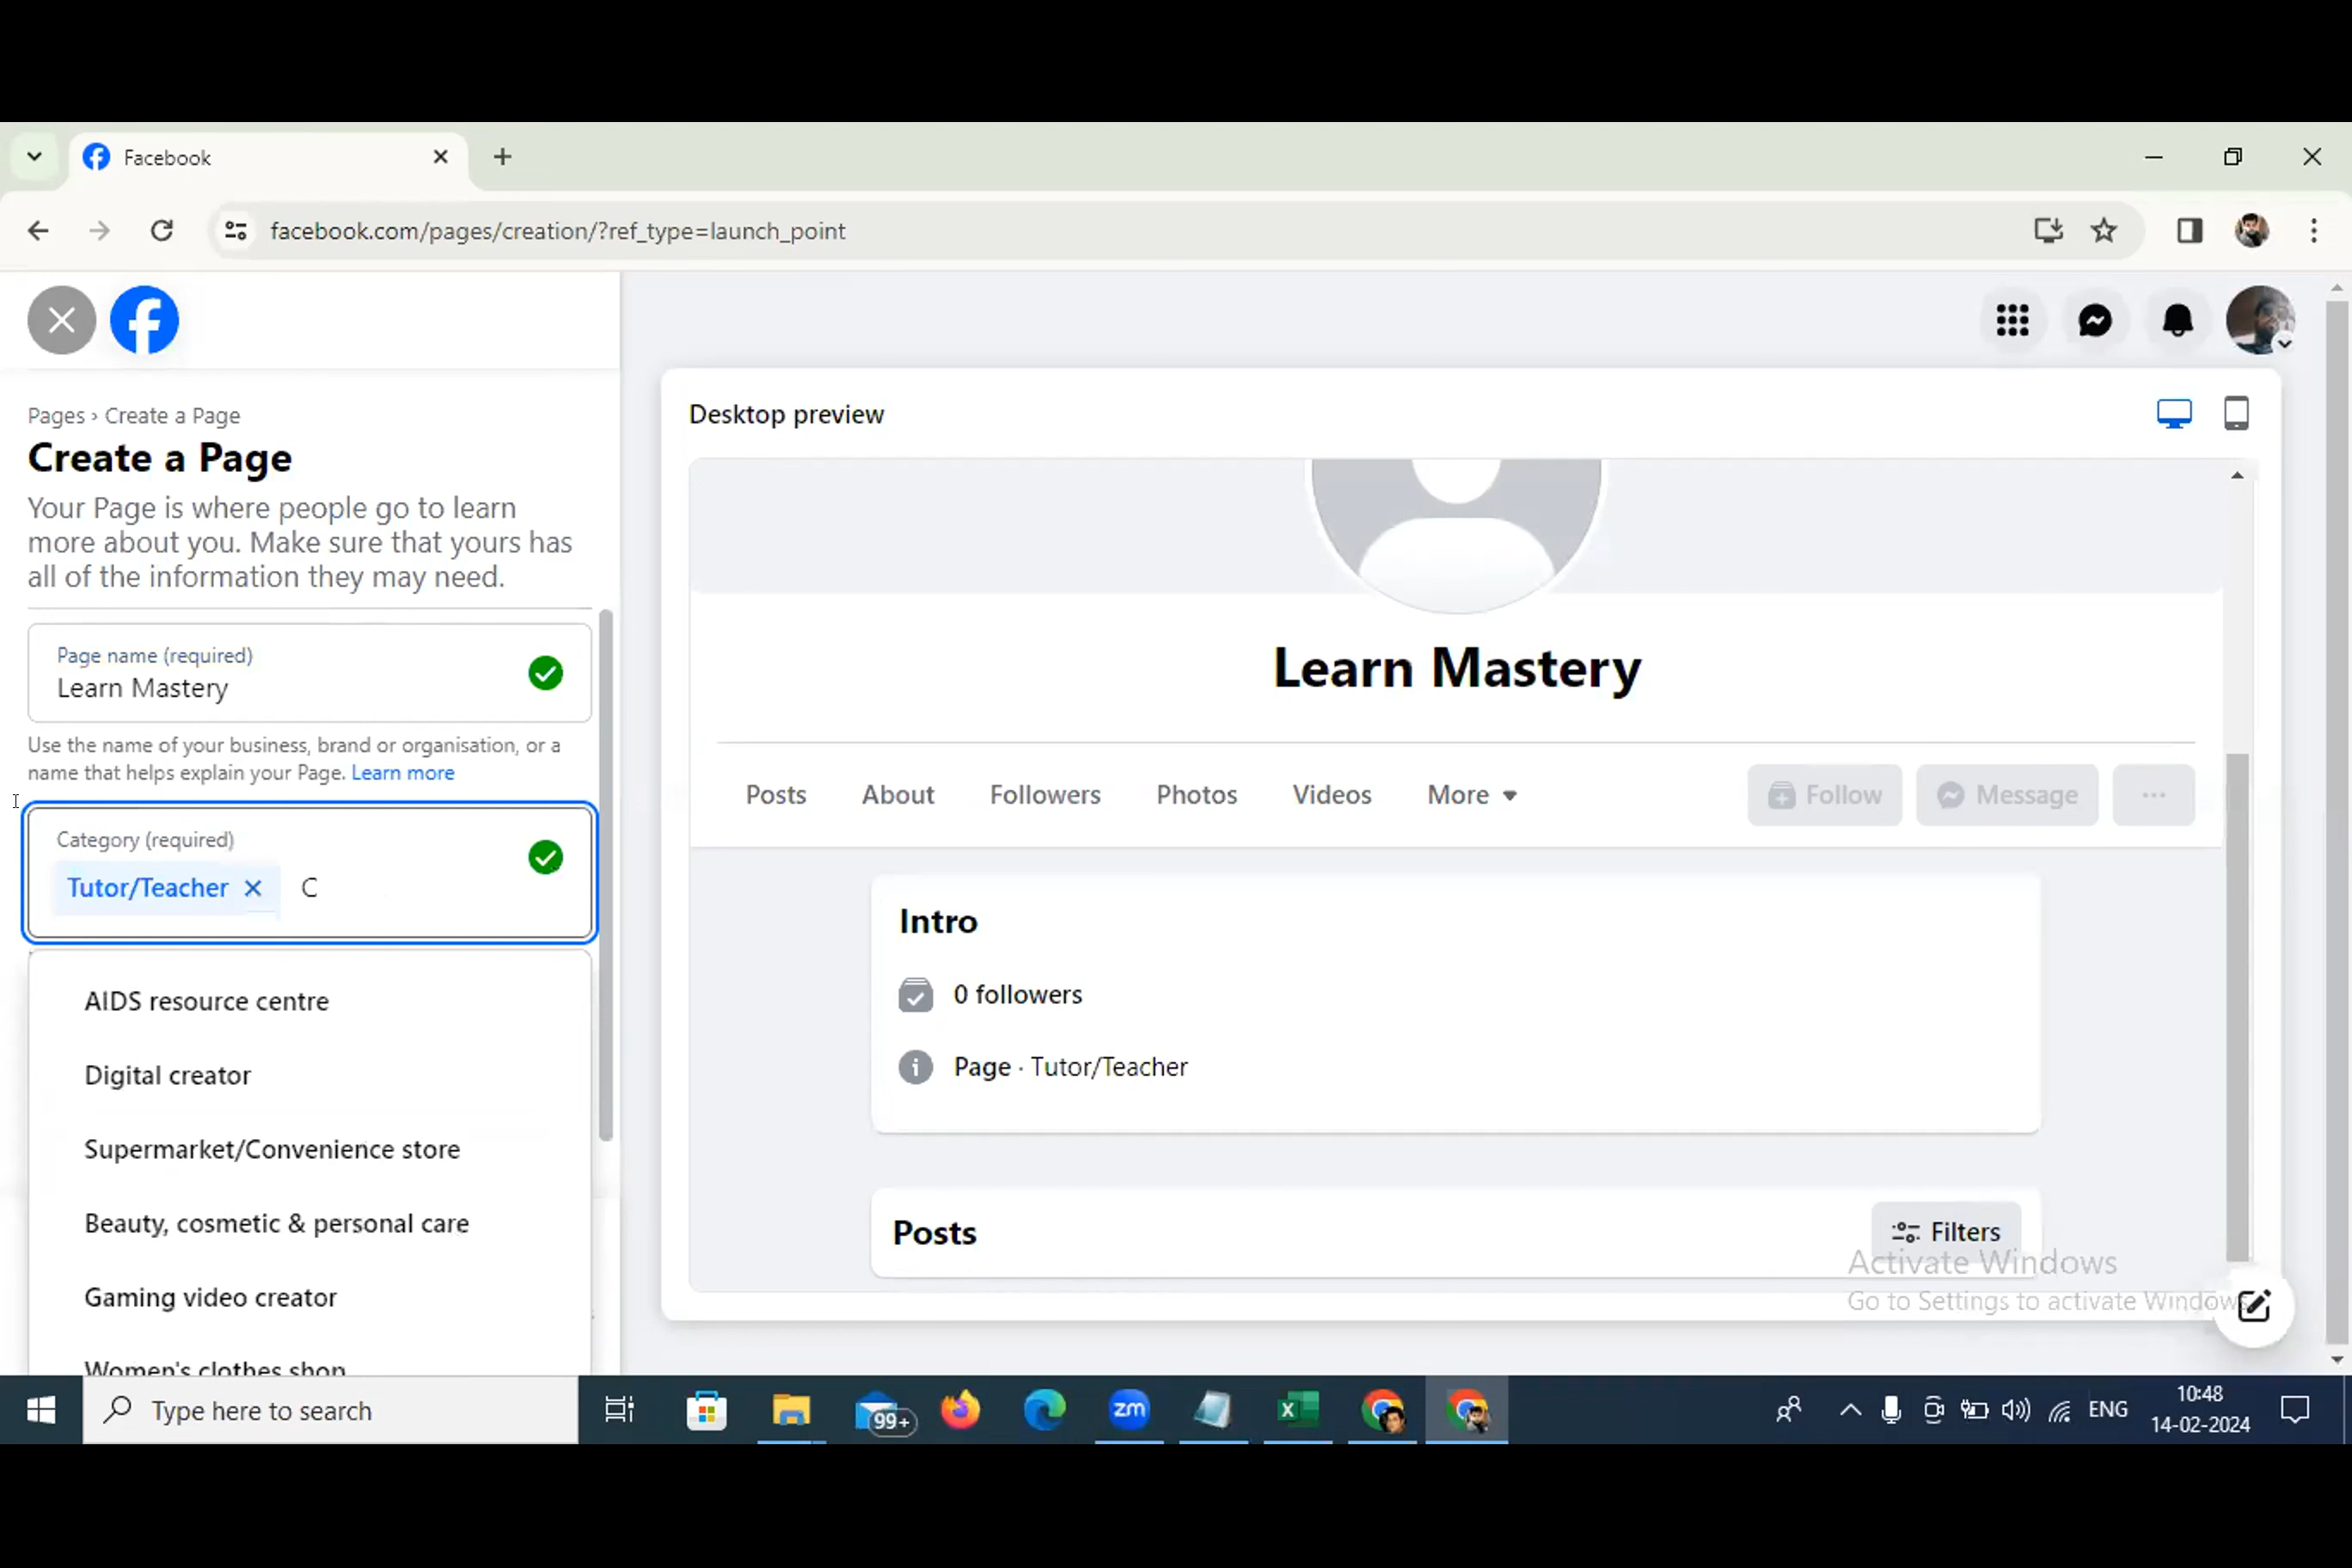 Facebook
facebook.com/pages/creation/?ref_type=launch_point
Pages › Create a Page
Create a Page
Your Page is where people go to learn
more about you. Make sure that yours has
all of the information they may need.
Page name (required)
Learn Mastery
Use the name of your business, brand or organisation, or a
name that helps explain your Page. Learn more
Category (required)
Tutor/Teacher C
AIDS resource centre
Digital creator
Supermarket/Convenience store
Beauty, cosmetic & personal care
Gaming video creator
Women's clothes shop
Desktop preview
Learn Mastery
Posts About Followers Photos Videos More Follow Message ...
Intro
0 followers
Page · Tutor/Teacher
Posts
Filters
Activate Windows
Go to Settings to activate Windows
Type here to search
99+
zm
ENG
10:48
14-02-2024